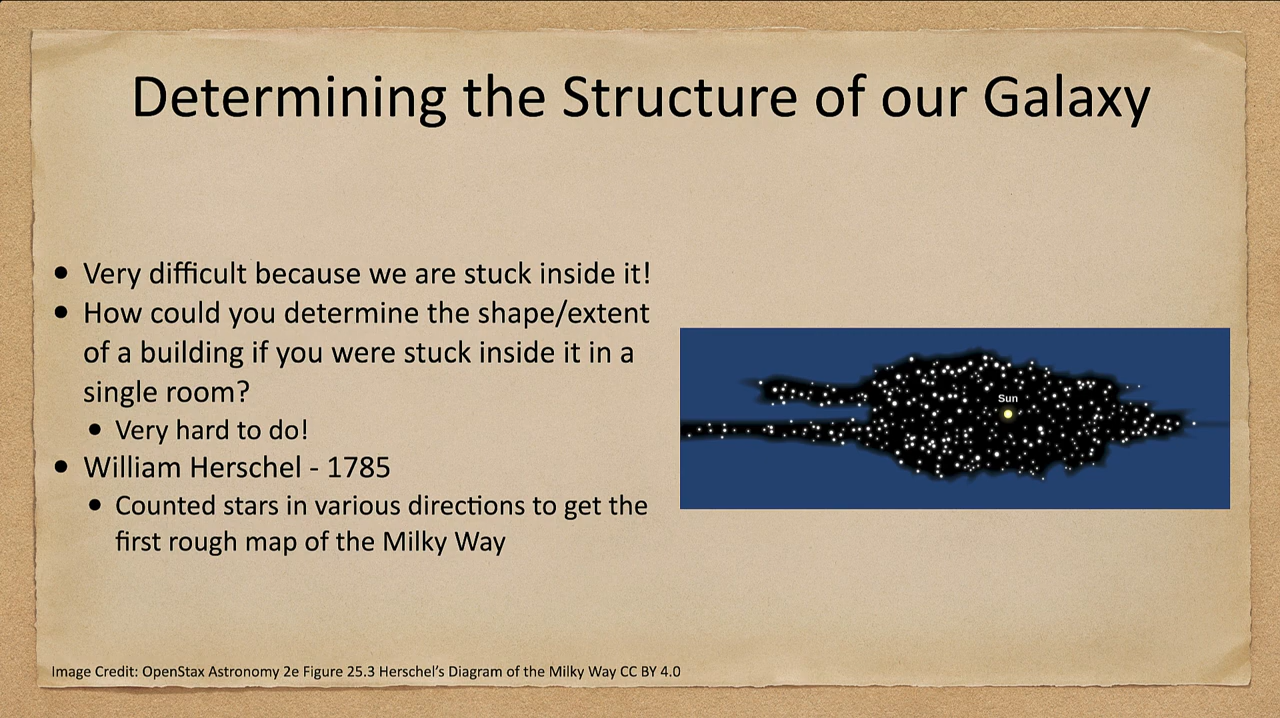 Determining the Structure of our Galaxy
• Very difficult because we are stuck inside it!
• How could you determine the shape/extent
of a building if you were stuck inside it in a
single room?
• Very hard to do!
• William Herschel - 1785
• Counted stars in various directions to get the
first rough map of the Milky Way
Sun
Image Credit: OpenStax Astronomy 2e Figure 25.3 Herschel’s Diagram of the Milky Way CC BY 4.0